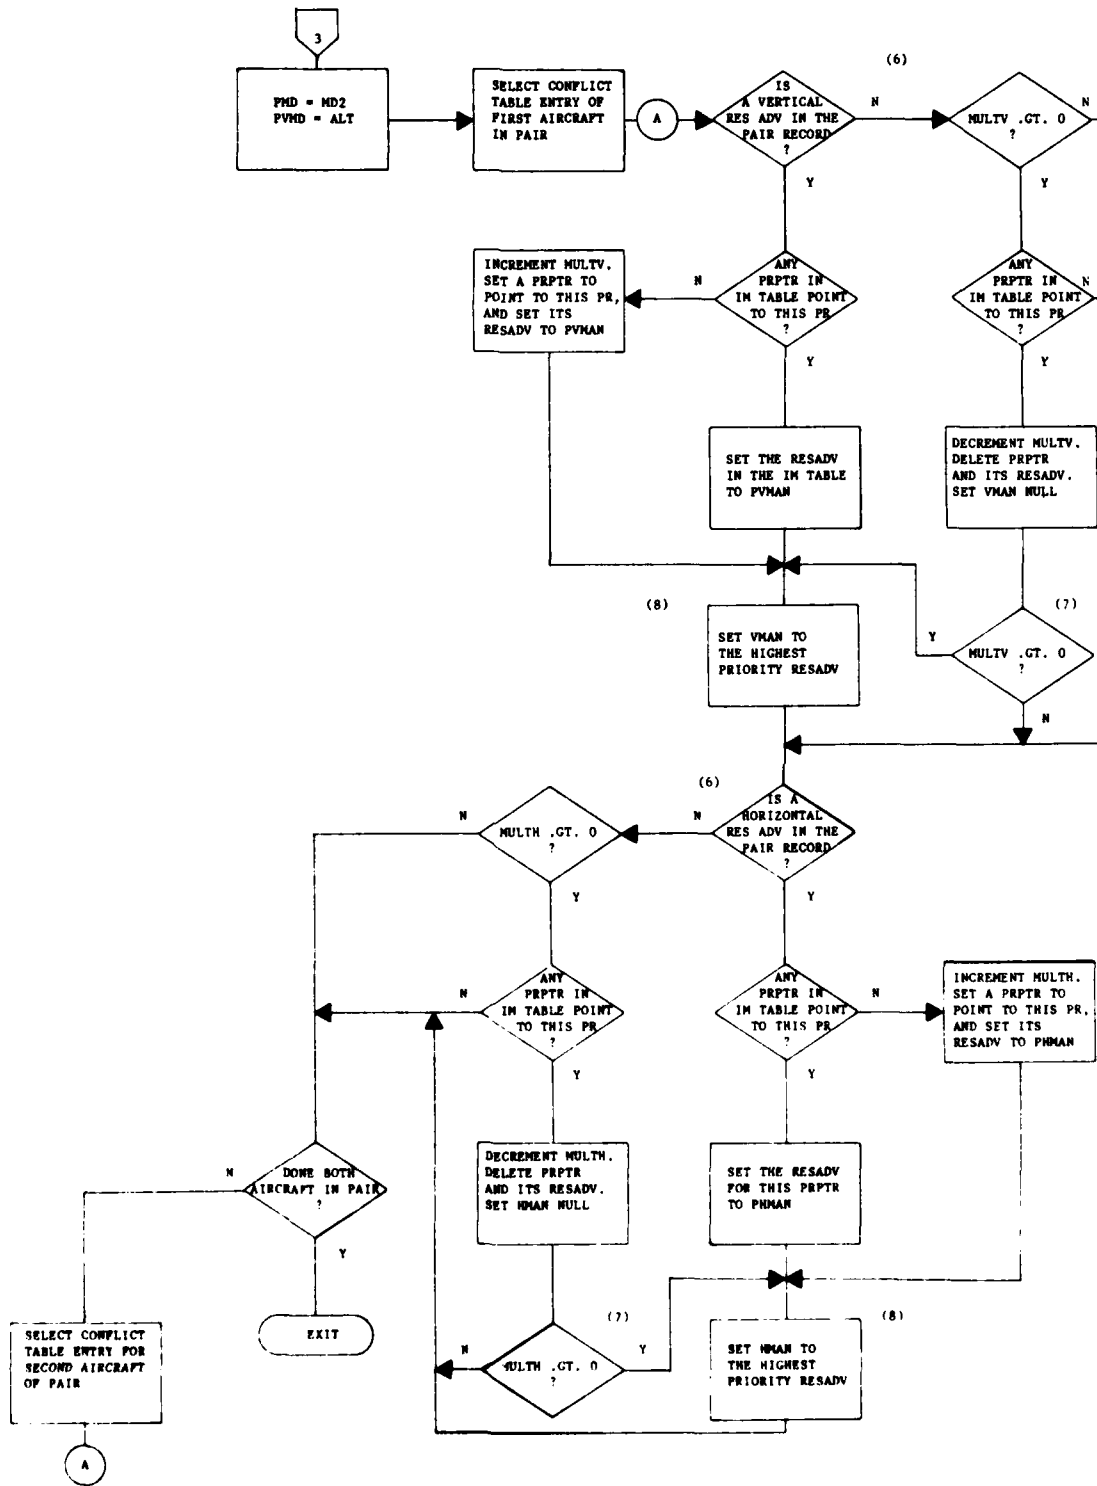 3
PMD = MD2
PVMD = ALT
SELECT CONFLICT
TABLE ENTRY OF
FIRST AIRCRAFT
IN PAIR
A
IS
A VERTICAL
RES ADV IN THE
PAIR RECORD
?
(6)
N
Y
MULTV .GT. 0
?
N
Y
INCREMENT MULTV.
SET A PRPTR TO
POINT TO THIS PR,
AND SET ITS
RESADV TO PVMAN
N
ANY
PRPTR IN
IM TABLE POINT
TO THIS PR
?
Y
ANY
PRPTR IN
IM TABLE POINT
TO THIS PR
?
N
Y
SET THE RESADV
IN THE IM TABLE
TO PVMAN
DECREMENT MULTV.
DELETE PRPTR
AND ITS RESADV.
SET VMAN NULL
(8)
SET VMAN TO
THE HIGHEST
PRIORITY RESADV
Y
(7)
MULTV .GT. 0
?
N
(6)
N
MULTH .GT. 0
?
Y
N
IS A
HORIZONTAL
RES ADV IN THE
PAIR RECORD
?
Y
N
ANY
PRPTR IN
IM TABLE POINT
TO THIS PR
?
Y
ANY
PRPTR IN
IM TABLE POINT
TO THIS PR
?
N
Y
INCREMENT MULTH.
SET A PRPTR TO
POINT TO THIS PR,
AND SET ITS
RESADV TO PHMAN
N
DONE BOTH
AIRCRAFT IN PAIR
?
Y
DECREMENT MULTH.
DELETE PRPTR
AND ITS RESADV.
SET HMAN NULL
SET THE RESADV
FOR THIS PRPTR
TO PHMAN
SELECT CONFLICT
TABLE ENTRY FOR
SECOND AIRCRAFT
OF PAIR
EXIT
N
(7)
MULTH .GT. 0
?
Y
(8)
SET HMAN TO
THE HIGHEST
PRIORITY RESADV
A